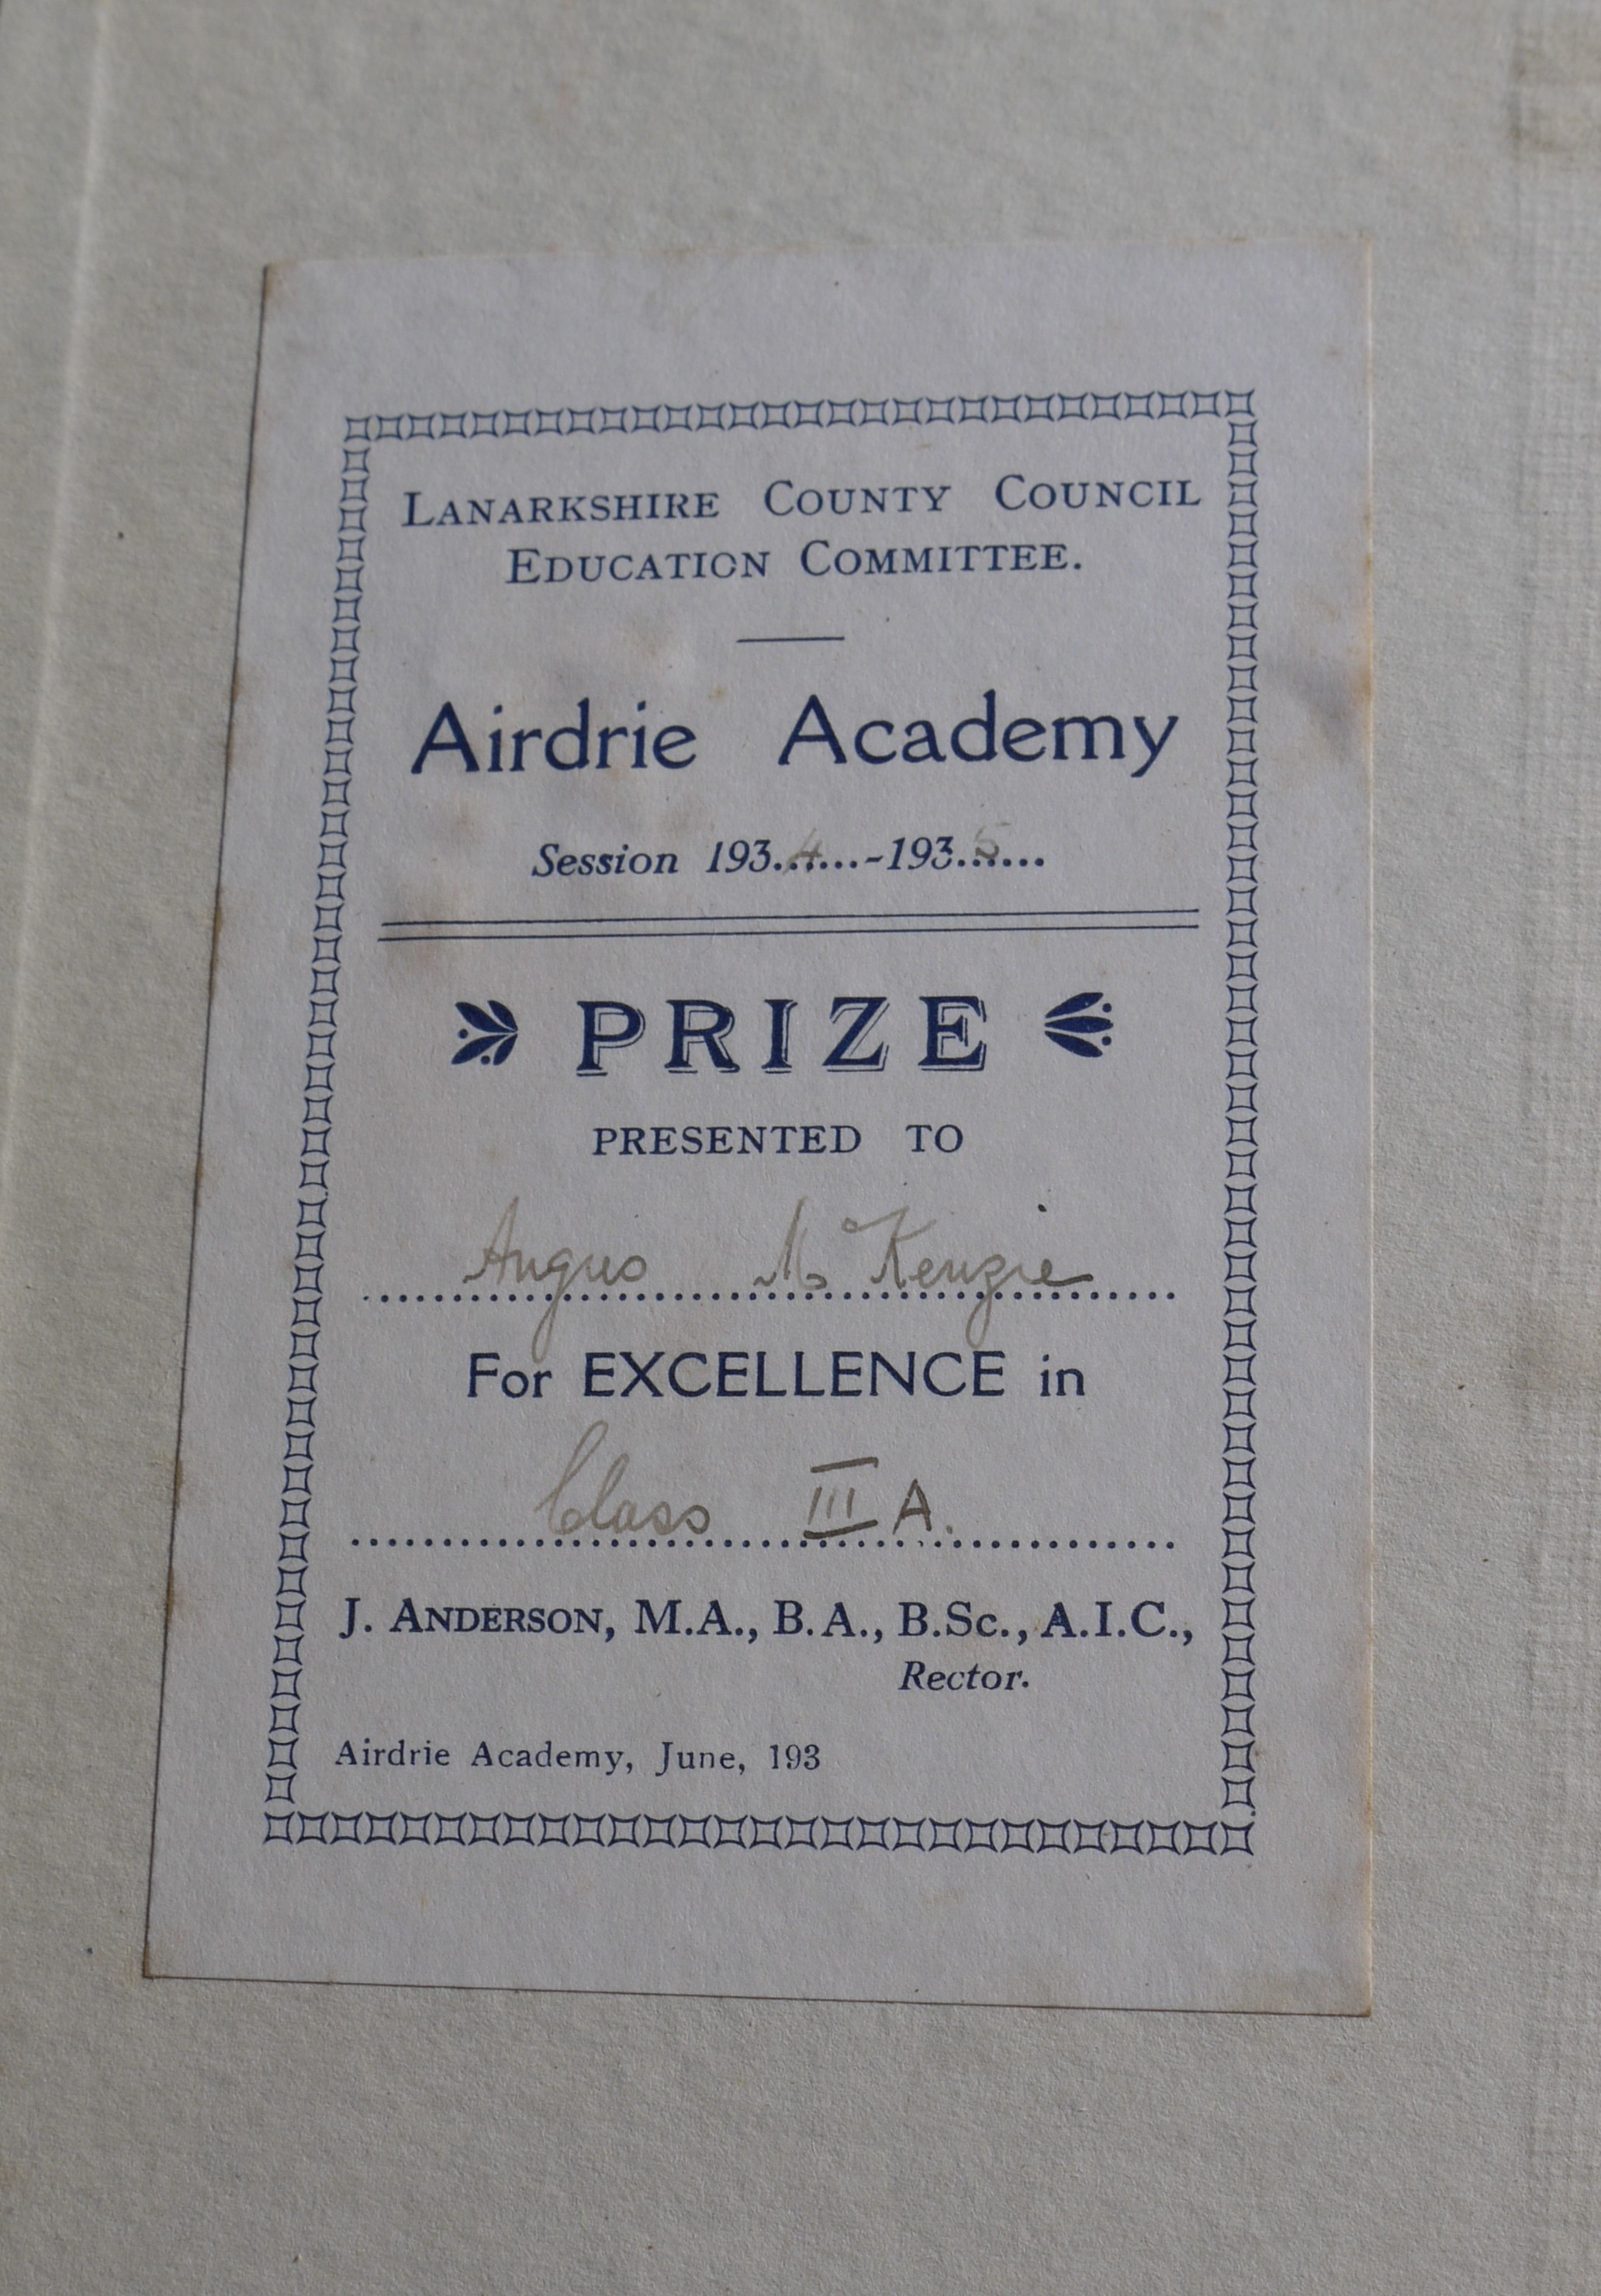 LANARKSHIRE COUNTY COUNCIL
EDUCATION COMMITTEE.
Airdrie Academy
Session 193..4....-193..5....
PRIZE
PRESENTED TO
Angus McKenzie
For EXCELLENCE in
Class III A.
J. ANDERSON, M.A., B.A., B.Sc., A.I.C.,
Rector.
Airdrie Academy, June, 193